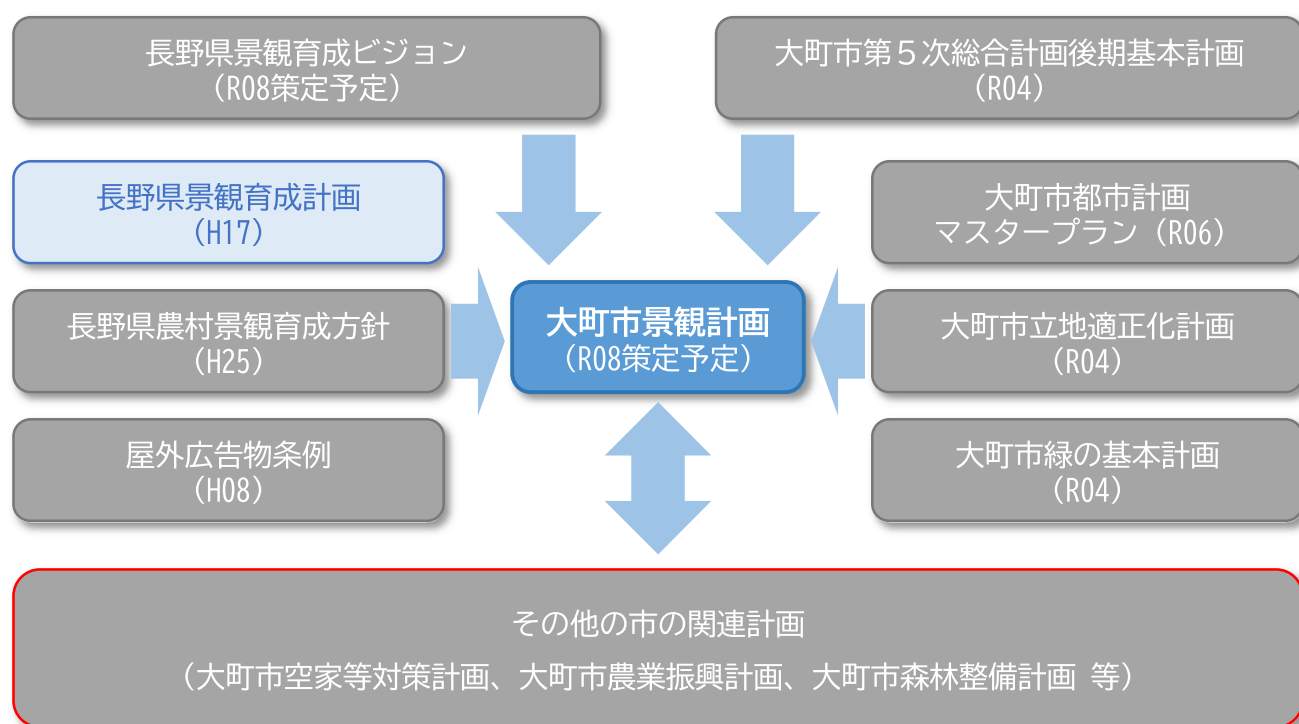 長野県景観育成ビジョン
（R08策定予定）
大町市第５次総合計画後期基本計画
（R04）
長野県景観育成計画
（H17）
大町市都市計画
マスタープラン（R06）
長野県農村景観育成方針
（H25）
大町市景観計画
（R08策定予定）
大町市立地適正化計画
（R04）
屋外広告物条例
（H08）
大町市緑の基本計画
（R04）
その他の市の関連計画
（大町市空家等対策計画、大町市農業振興計画、大町市森林整備計画 等）